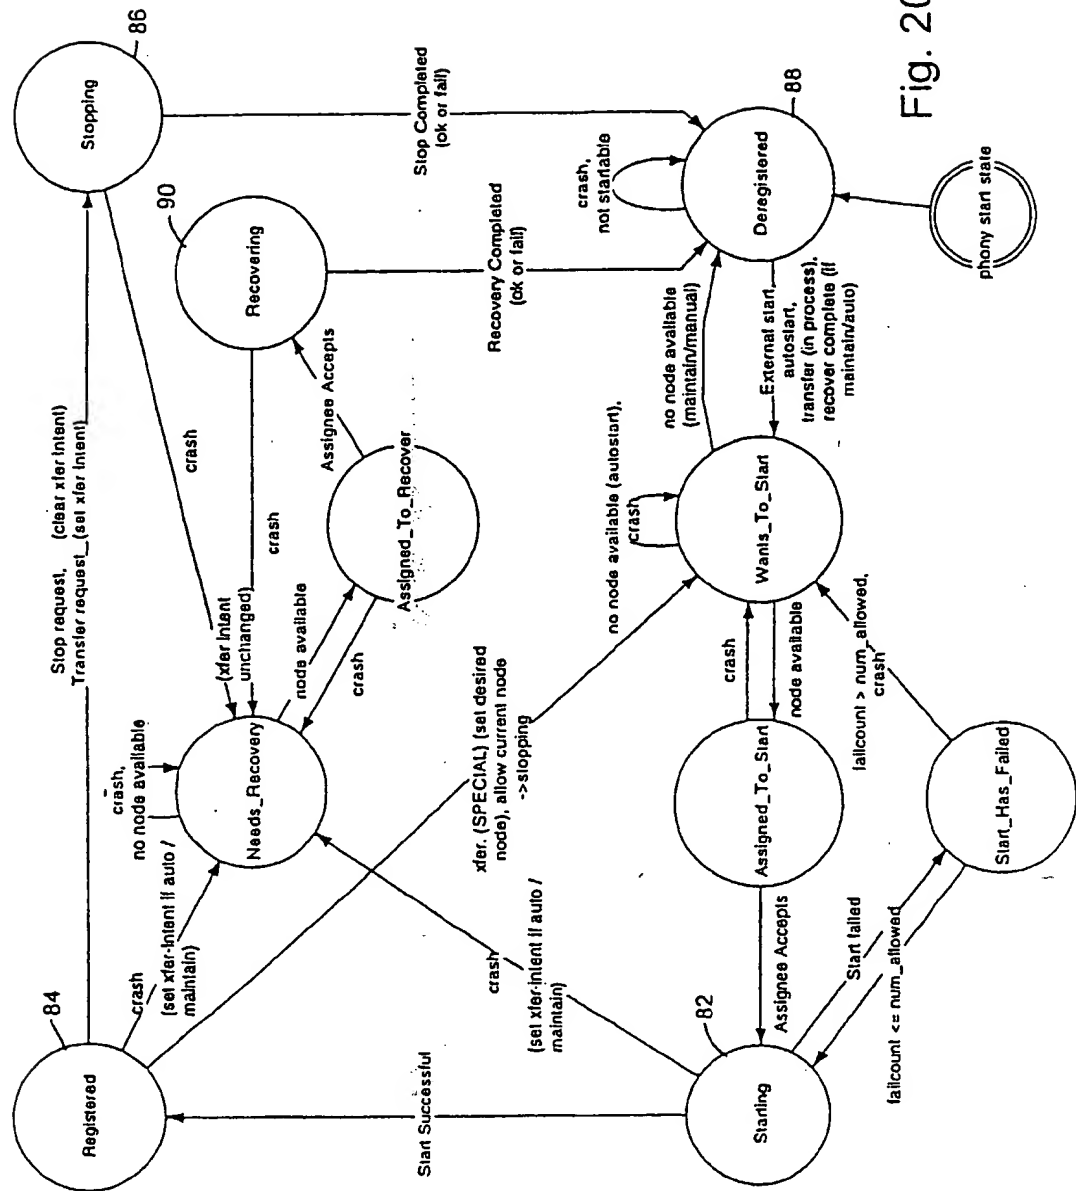 Registered
84
Stop request, (clear xfer Intent)
Transfer request_(set xfer Intent)
Stopping
86
crash
(set xfer-Intent if auto /
maintain)
crash,
no node available
Needs_Recovery
(xfer Intent
unchanged)
crash
crash
node available
crash
Assigned_To_Recover
Assignee Accepts
Recovering
90
Stop Completed
(ok or fail)
Recovery Completed
(ok or fail)
Start Successful
crash
(set xfer-Intent if auto /
maintain)
xfer. (SPECIAL) (set desired
node), allow current node
->stopping
no node available (autostart),
crash
no node available
(maintain/manual)
crash,
not startable
Starting
82
Assignee Accepts
Assigned_To_Start
crash
node available
Wants_To_Start
External start,
autostart,
transfer (in process),
recover complete (if
maintain/auto)
Deregistered
88
Start failed
failcount <= num_allowed
Start_Has_Failed
failcount > num_allowed,
crash
phony start state
Fig. 20